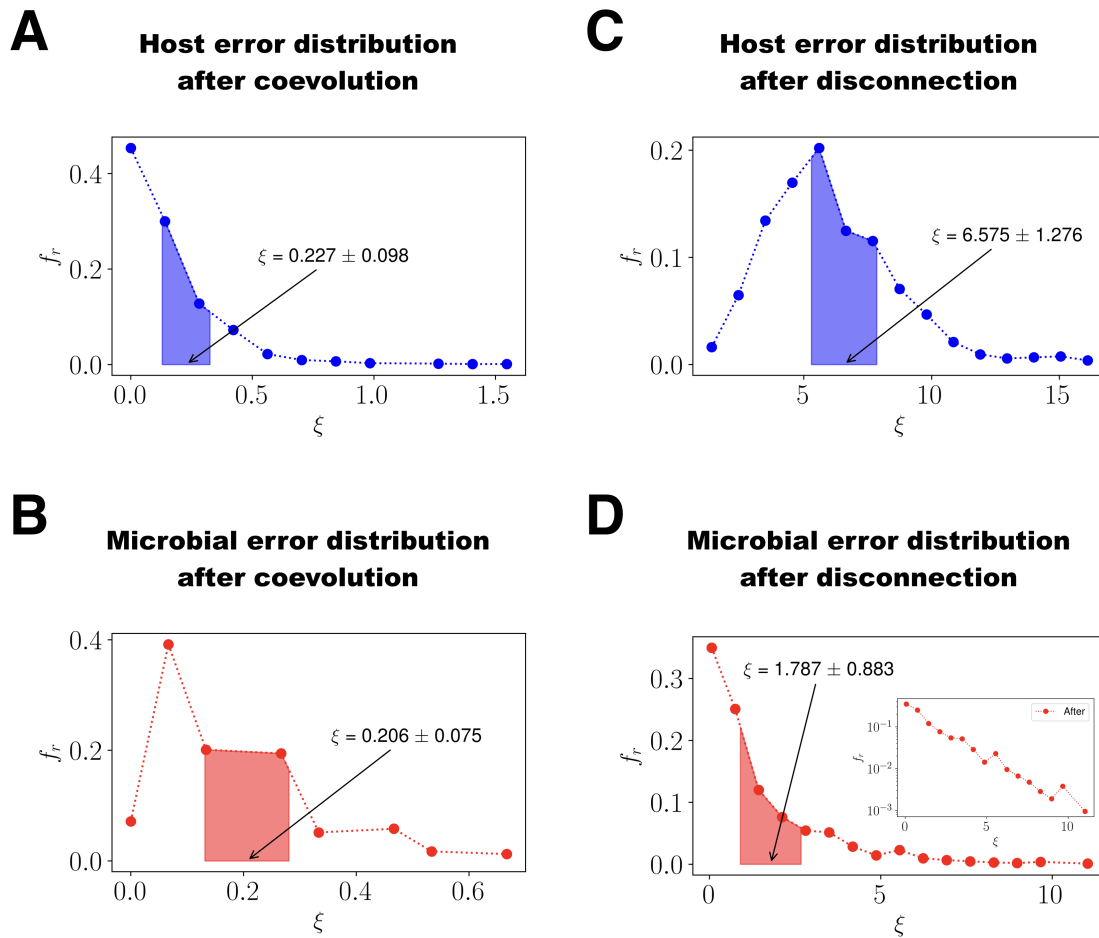 A
Host error distribution
after coevolution
0.4
0.2
0.0
f_r
ξ = 0.227 ± 0.098
0.0 0.5 1.0 1.5
ξ
C
Host error distribution
after disconnection
0.2
0.1
0.0
f_r
ξ = 6.575 ± 1.276
5 10 15
ξ
B
Microbial error distribution
after coevolution
0.4
0.2
0.0
f_r
ξ = 0.206 ± 0.075
0.0 0.2 0.4 0.6
ξ
D
Microbial error distribution
after disconnection
0.3
0.2
0.1
0.0
f_r
ξ = 1.787 ± 0.883
0 5 10
ξ
After
10⁻¹
10⁻²
10⁻³
f_r
0 5 10
ξ